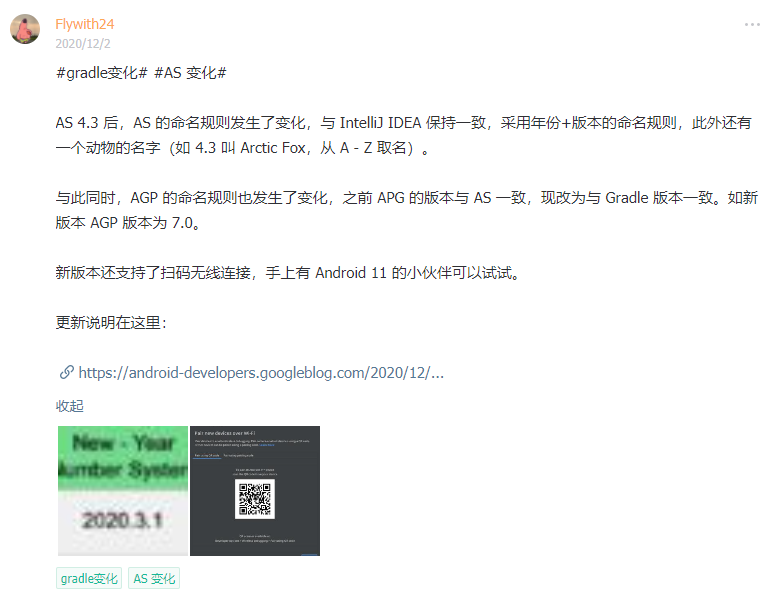 Flywith24
2020/12/2
#gradle变化# #AS 变化#
AS 4.3 后，AS 的命名规则发生了变化，与 IntelliJ IDEA 保持一致，采用年份+版本的命名规则，此外还有
一个动物的名字（如 4.3 叫 Arctic Fox，从 A - Z 取名）。
与此同时，AGP 的命名规则也发生了变化，之前 APG 的版本与 AS 一致，现改为与 Gradle 版本一致。如新
版本 AGP 版本为 7.0。
新版本还支持了扫码无线连接，手上有 Android 11 的小伙伴可以试试。
更新说明在这里：
https://android-developers.googleblog.com/2020/12/...
收起
New - Year
Number System
2020.3.1
Pair new devices over Wi-Fi
gradle变化 AS 变化